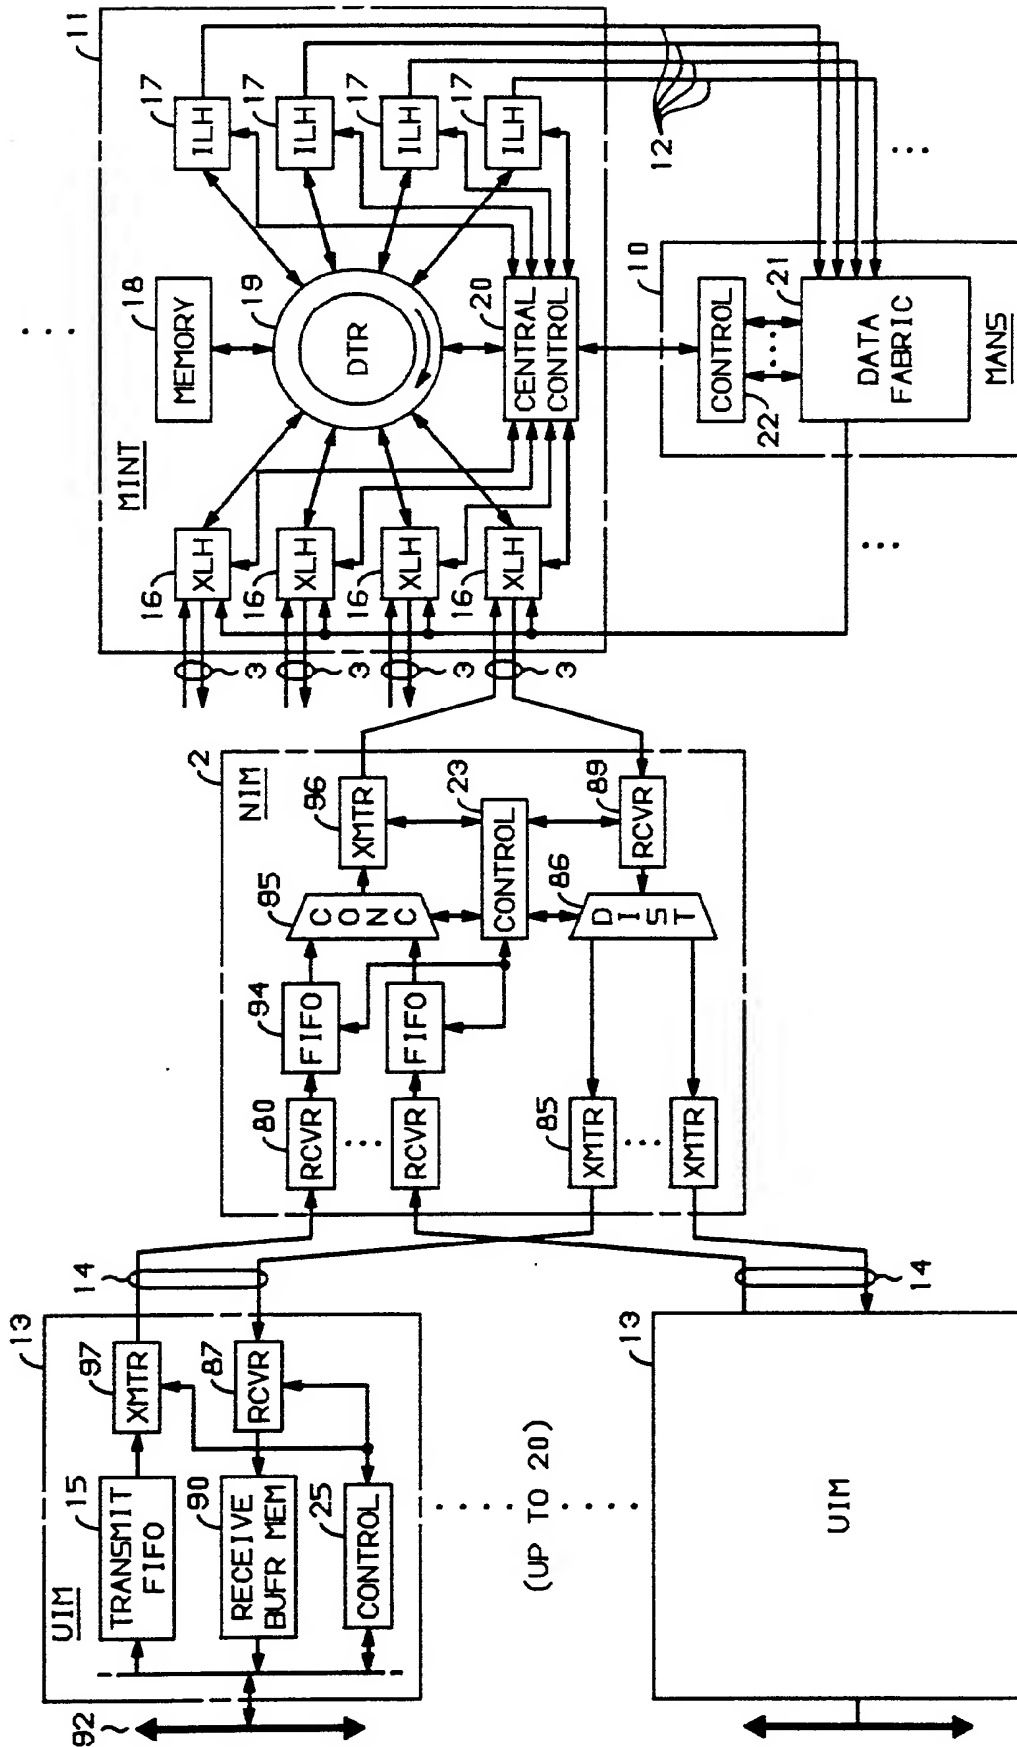 92
UIM
13
15
TRANSMIT
FIFO
97
XMTR
90
RECEIVE
BUFR MEM
87
RCVR
25
CONTROL
14
(UP TO 20)
13
UIM
14
2
NIM
80
RCVR
94
FIFO
95
CONC
96
XMTR
RCVR
FIFO
23
CONTROL
85
XMTR
86
DIST
89
RCVR
XMTR
3
3
3
3
11
MINT
16
XLH
16
XLH
16
XLH
16
XLH
18
MEMORY
19
DTR
20
CENTRAL
CONTROL
17
ILH
17
ILH
17
ILH
17
ILH
12
10
CONTROL
22
21
DATA
FABRIC
MANS